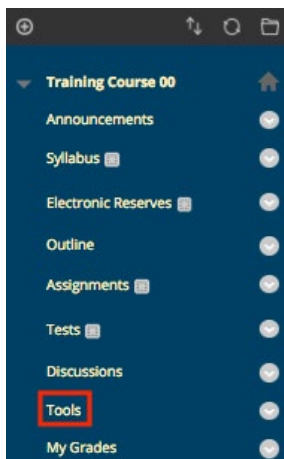 Training Course 00
Announcements
Syllabus
Electronic Reserves
Outline
Assignments
Tests
Discussions
Tools
My Grades